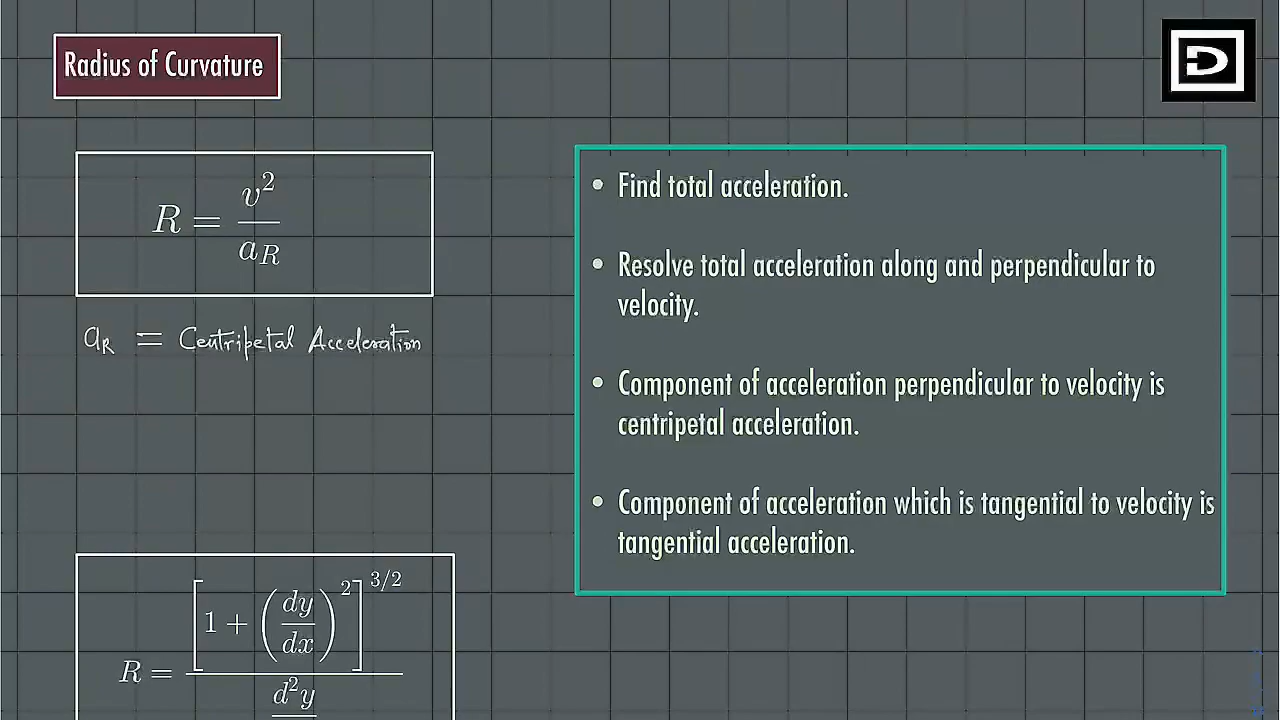 Radius of Curvature
D
R = v²/a_R
a_R = Centripetal Acceleration
• Find total acceleration.
• Resolve total acceleration along and perpendicular to
velocity.
• Component of acceleration perpendicular to velocity is
centripetal acceleration.
• Component of acceleration which is tangential to velocity is
tangential acceleration.
R = [1 + (dy/dx)²]^3/2
d²y